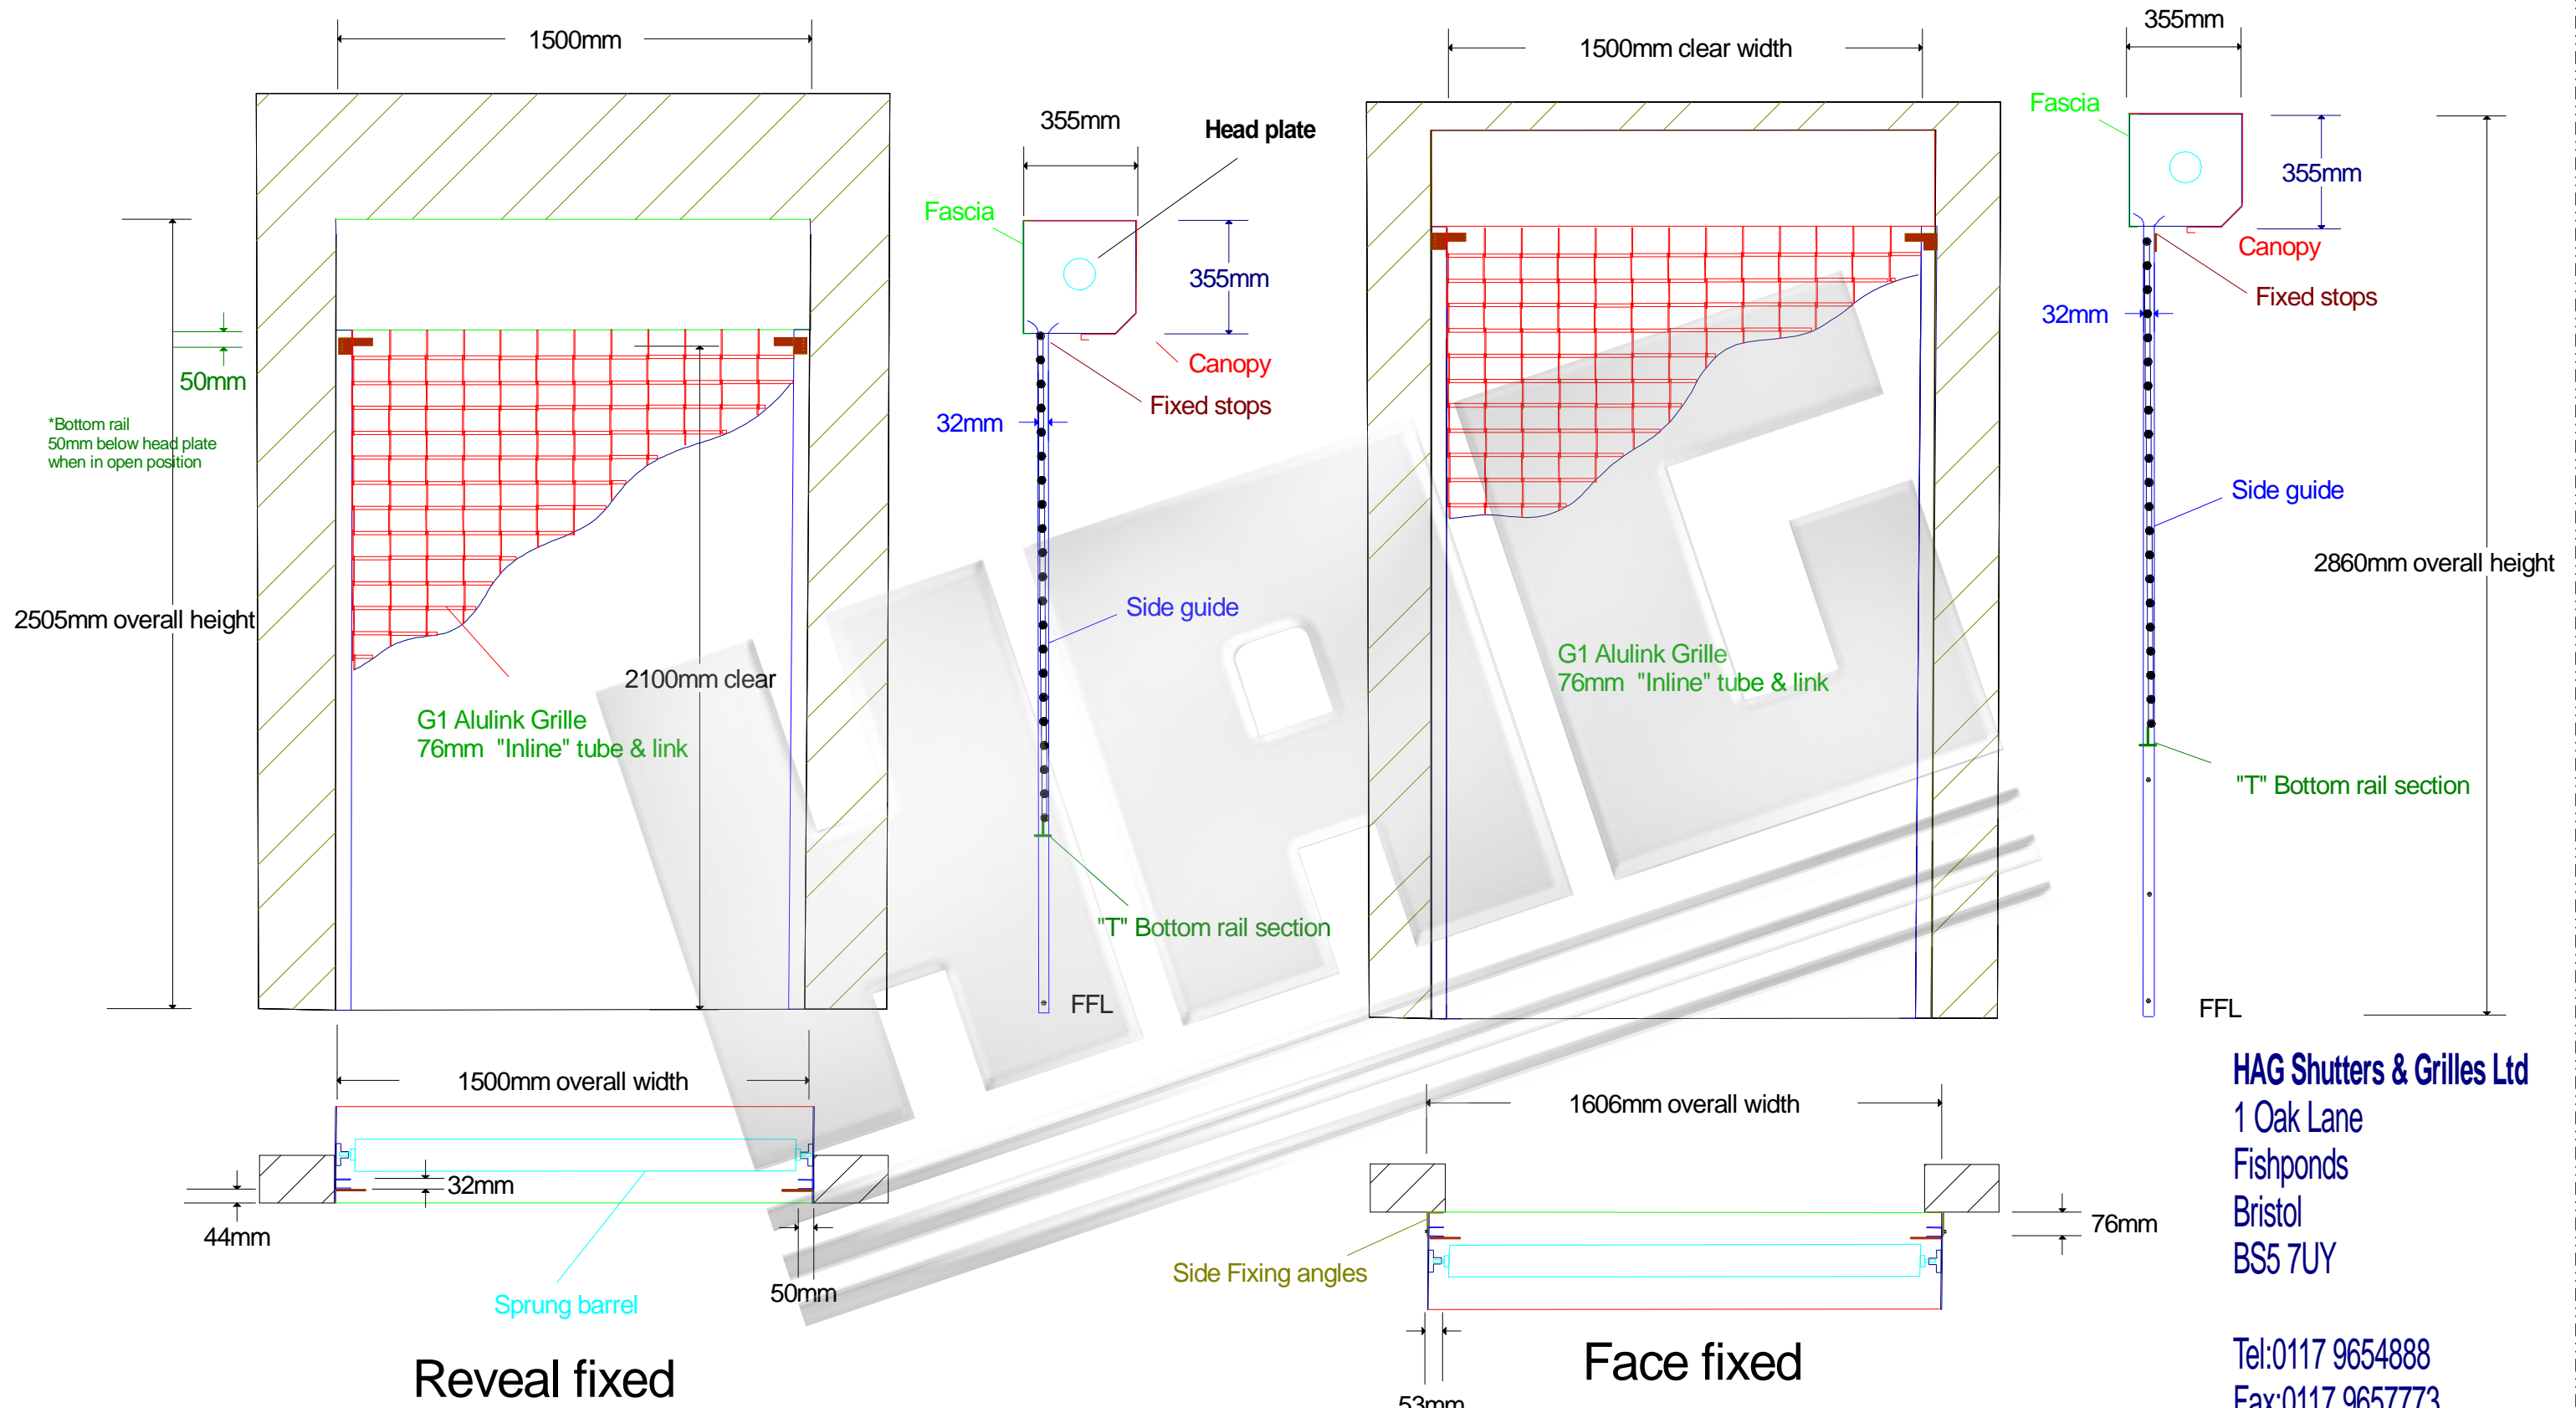 1500mm
50mm
*Bottom rail
50mm below head plate
when in open position
2505mm overall height
2100mm clear
G1 Alulink Grille
76mm "Inline" tube & link
355mm
Head plate
Fascia
355mm
Canopy
Fixed stops
32mm
Side guide
"T" Bottom rail section
FFL
1500mm overall width
32mm
44mm
50mm
Sprung barrel
Reveal fixed
1500mm clear width
G1 Alulink Grille
76mm "Inline" tube & link
355mm
Fascia
355mm
Canopy
Fixed stops
32mm
Side guide
2860mm overall height
"T" Bottom rail section
FFL
1606mm overall width
76mm
Side Fixing angles
53mm
Face fixed
HAG Shutters & Grilles Ltd
1 Oak Lane
Fishponds
Bristol
BS5 7UY
Tel:0117 9654888
Fax:0117 9657773
HAG